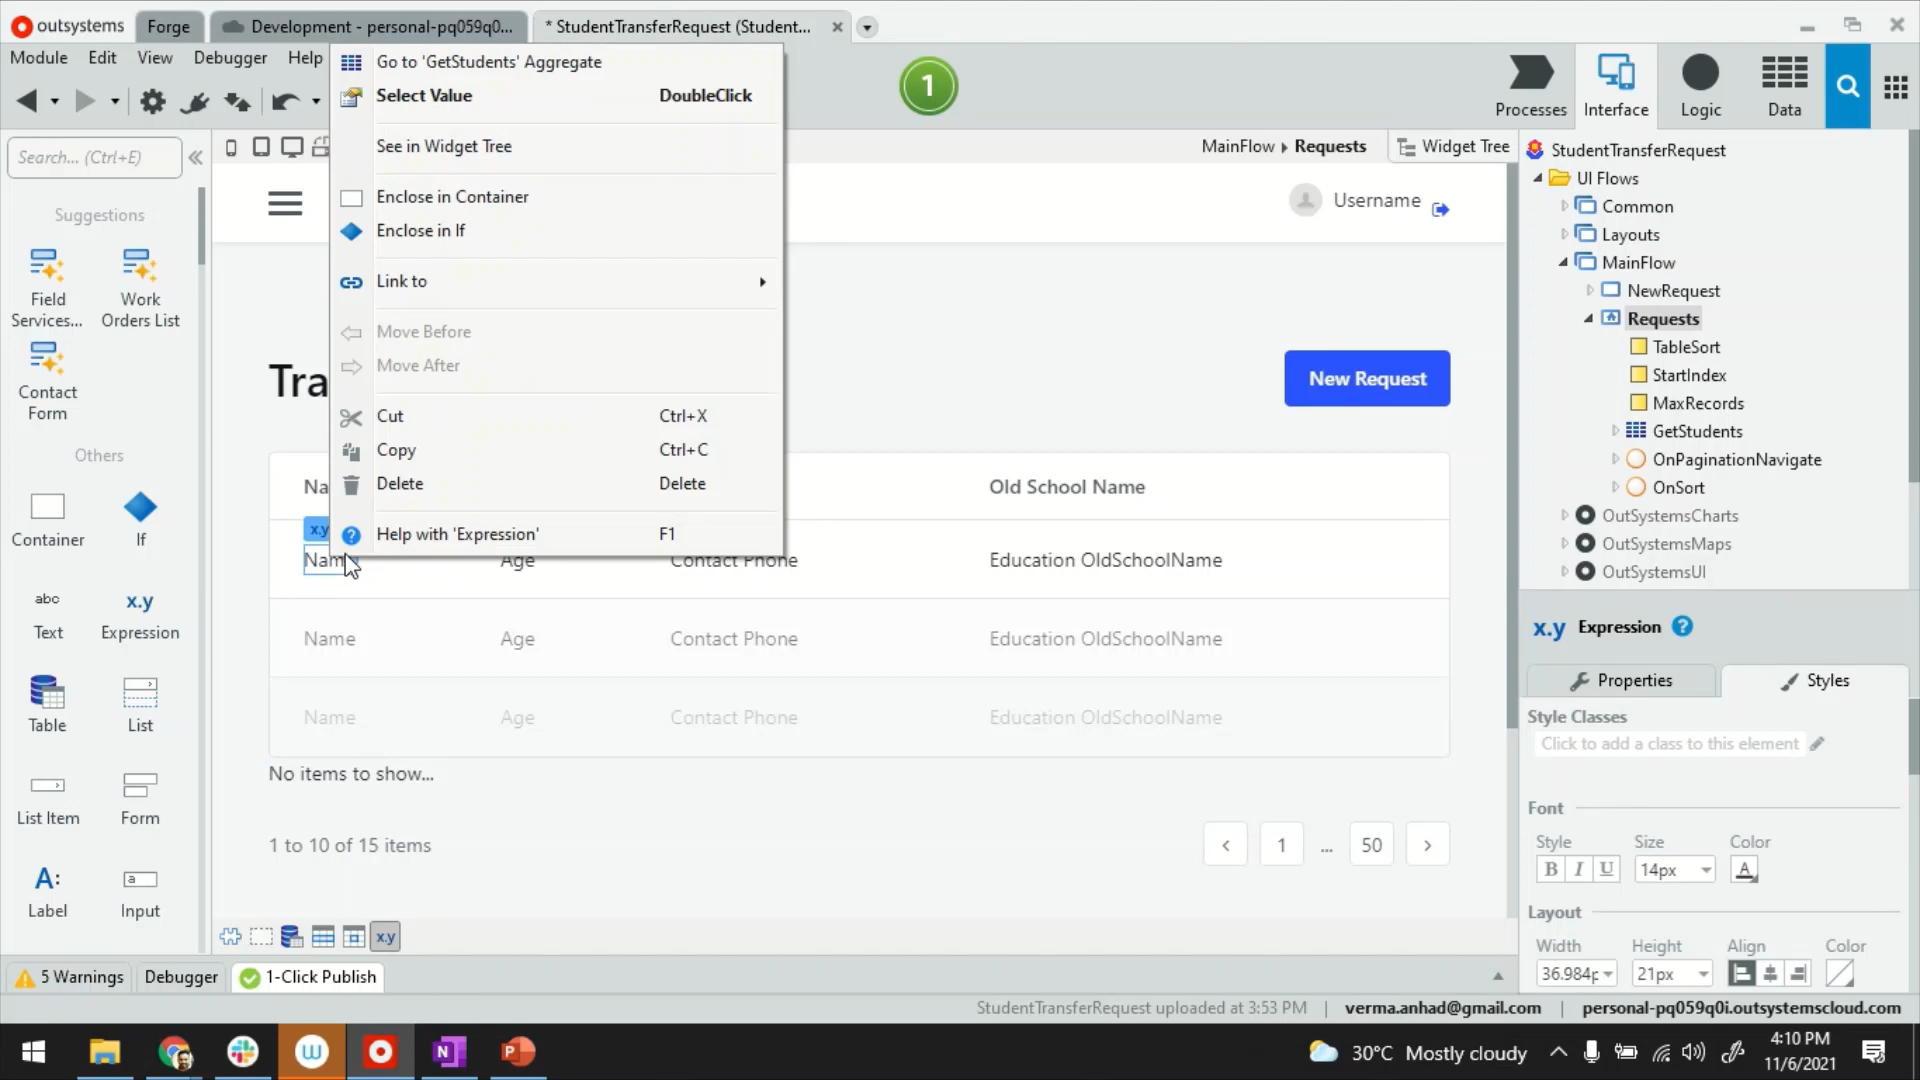 outsystems
Forge
Development - personal-pq059q0...
* StudentTransferRequest (Student...
Module Edit View Debugger Help
Go to 'GetStudents' Aggregate
Select Value DoubleClick
See in Widget Tree
Enclose in Container
Enclose in If
Link to
Move Before
Move After
Cut Ctrl+X
Copy Ctrl+C
Delete Delete
Help with 'Expression' F1
1
Processes
Interface
Logic
Data
Search... (Ctrl+E)
Suggestions
Field Services...
Work Orders List
Contact Form
Others
Container
If
abc
Text
x.y
Expression
Table
List
List Item
Form
A:
Label
a
Input
MainFlow Requests
Widget Tree
Username
Tra
New Request
Na
Old School Name
x.y
Name Age Contact Phone Education OldSchoolName
Name Age Contact Phone Education OldSchoolName
Name Age Contact Phone Education OldSchoolName
No items to show...
1 to 10 of 15 items
< 1 ... 50 >
x.y
StudentTransferRequest
UI Flows
Common
Layouts
MainFlow
NewRequest
Requests
TableSort
StartIndex
MaxRecords
GetStudents
OnPaginationNavigate
OnSort
OutSystemsCharts
OutSystemsMaps
OutSystemsUI
x.y Expression ?
Properties
Styles
Style Classes
Click to add a class to this element
Font
Style Size Color
B I U 14px A
Layout
Width Height Align Color
36.984p 21px
5 Warnings
Debugger
1-Click Publish
StudentTransferRequest uploaded at 3:53 PM | verma.anhad@gmail.com | personal-pq059q0i.outsystemscloud.com
W
N
P
30°C Mostly cloudy
4:10 PM
11/6/2021